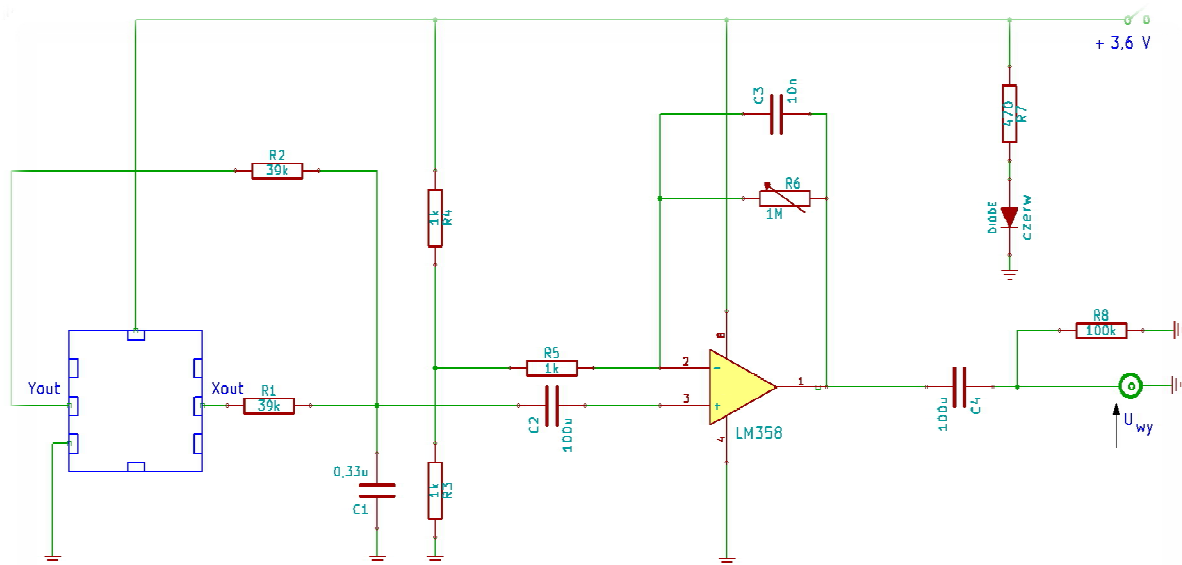 + 3,6 V
C3
10n
470
R7
R2
39k
R6
1M
DIODE
czerw
1k
R4
8
R8
100k
R5
1k
2
-
Yout
Xout
R1
39k
1
3
+
C2
100u
100u
C4
LM358
4
Uwy
0,33u
C1
1k
R3